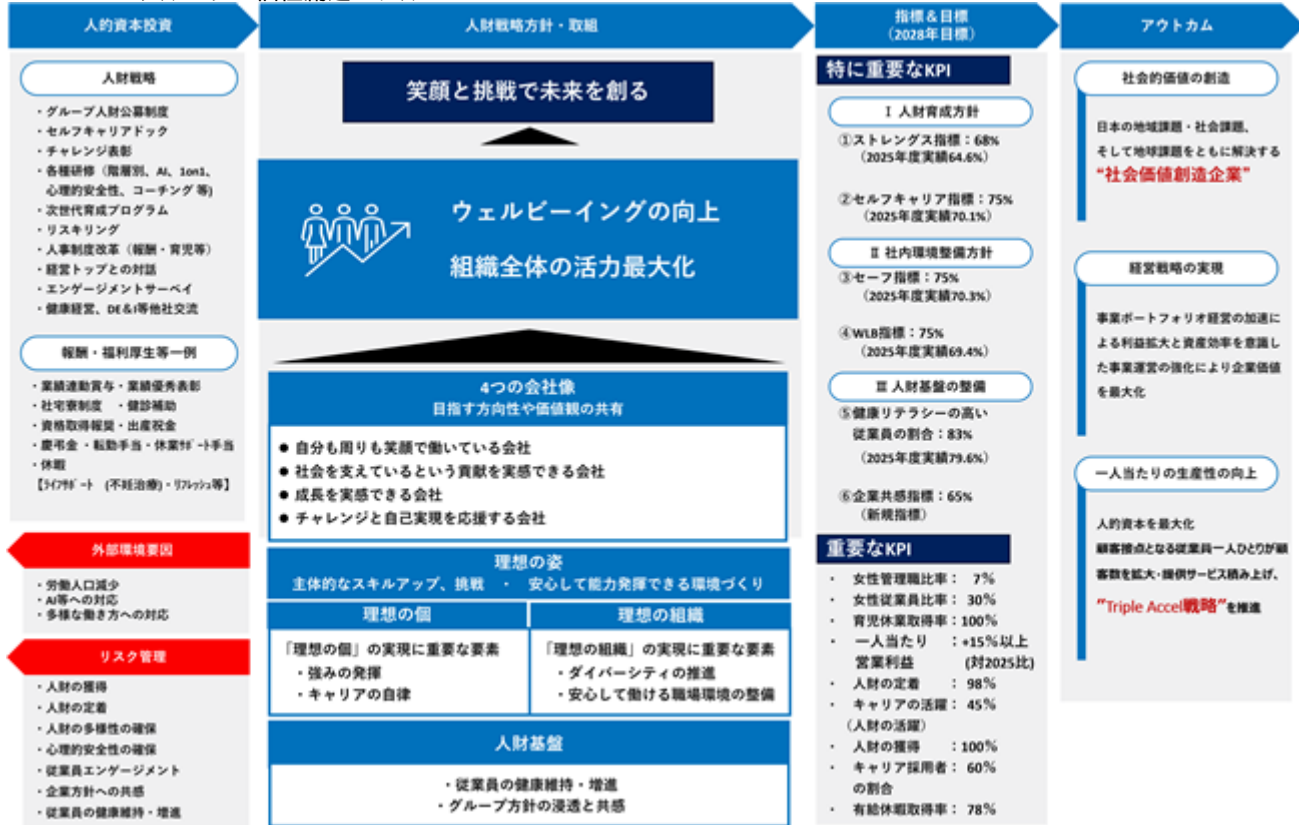 人的資本投資
人財戦略
・グループ人財公募制度
・セルフキャリアドック
・チャレンジ表彰
・各種研修（階層別、AI、1on1、
心理的安全性、コーチング 等)
・次世代育成プログラム
・リスキリング
・人事制度改革（報酬・育児等）
・経営トップとの対話
・エンゲージメントサーベイ
・健康経営、DE&I等他社交流
報酬・福利厚生等一例
・業績連動賞与・業績優秀表彰
・社宅寮制度　・健診補助
・資格取得報奨・出産祝金
・慶弔金 ・転勤手当・休業ｻﾎﾟｰﾄ手当
・休暇
【ﾗｲﾌｻﾎﾟｰﾄ (不妊治療)・ﾘﾌﾚｯｼｭ等】
外部環境要因
・労働人口減少
・AI等への対応
・多様な働き方への対応
リスク管理
・人財の獲得
・人財の定着
・人財の多様性の確保
・心理的安全性の確保
・従業員エンゲージメント
・企業方針への共感
・従業員の健康維持・増進
人財戦略方針・取組
笑顔と挑戦で未来を創る
ウェルビーイングの向上
組織全体の活力最大化
4つの会社像
目指す方向性や価値観の共有
● 自分も周りも笑顔で働いている会社
● 社会を支えているという貢献を実感できる会社
● 成長を実感できる会社
● チャレンジと自己実現を応援する会社
理想の姿
主体的なスキルアップ、挑戦　・　安心して能力発揮できる環境づくり
理想の個
「理想の個」の実現に重要な要素
・強みの発揮
・キャリアの自律
理想の組織
「理想の組織」の実現に重要な要素
・ダイバーシティの推進
・安心して働ける職場環境の整備
人財基盤
・従業員の健康維持・増進
・グループ方針の浸透と共感
指標＆目標
（2028年目標）
特に重要なKPI
Ⅰ 人財育成方針
①ストレングス指標：68%
（2025年度実績64.6%）
②セルフキャリア指標：75%
（2025年度実績70.1%）
Ⅱ 社内環境整備方針
③セーフ指標：75%
（2025年度実績70.3%）
④WLB指標：75%
（2025年度実績69.4%）
Ⅲ 人財基盤の整備
⑤健康リテラシーの高い
従業員の割合：83%
（2025年度実績79.6%）
⑥企業共感指標：65%
（新規指標）
重要なKPI
・ 女性管理職比率： 7%
・ 女性従業員比率：30%
・ 育児休業取得率：100%
・ 一人当たり　：+15%以上
営業利益　(対2025比)
・ 人財の定着　： 98%
・ キャリアの活躍： 45%
（人財の活躍）
・ 人財の獲得　：100%
・ キャリア採用者：60%
の割合
・ 有給休暇取得率： 78%
アウトカム
社会的価値の創造
日本の地域課題・社会課題、
そして地球課題をともに解決する
“社会価値創造企業”
経営戦略の実現
事業ポートフォリオ経営の加速に
よる利益拡大と資産効率を意識し
た事業運営の強化により企業価値
を最大化
一人当たりの生産性の向上
人的資本を最大化
顧客接点となる従業員一人ひとりが顧
客数を拡大・提供サービス積み上げ、
“Triple Accel戦略”を推進